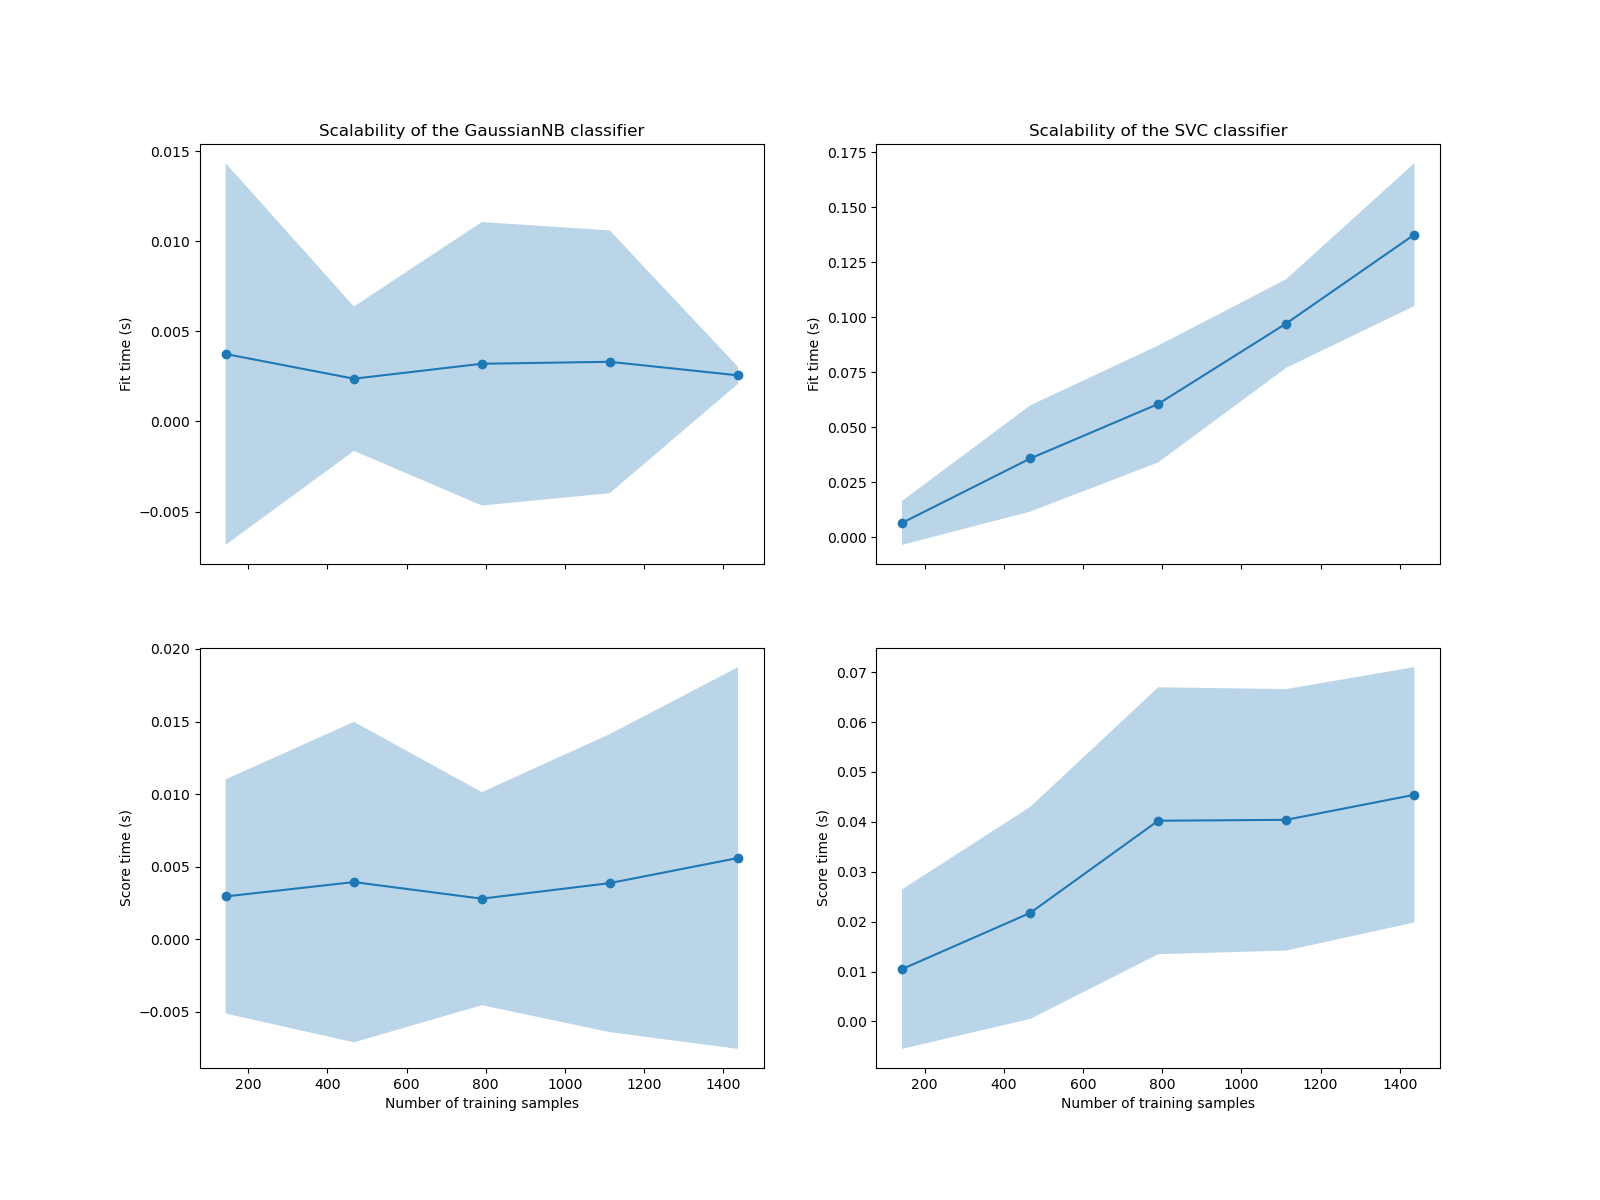 Scalability of the GaussianNB classifier
Fit time (s)
0.015
0.010
0.005
0.000
−0.005
Scalability of the SVC classifier
Fit time (s)
0.175
0.150
0.125
0.100
0.075
0.050
0.025
0.000
Score time (s)
0.020
0.015
0.010
0.005
0.000
−0.005
200 400 600 800 1000 1200 1400
Number of training samples
Score time (s)
0.07
0.06
0.05
0.04
0.03
0.02
0.01
0.00
200 400 600 800 1000 1200 1400
Number of training samples